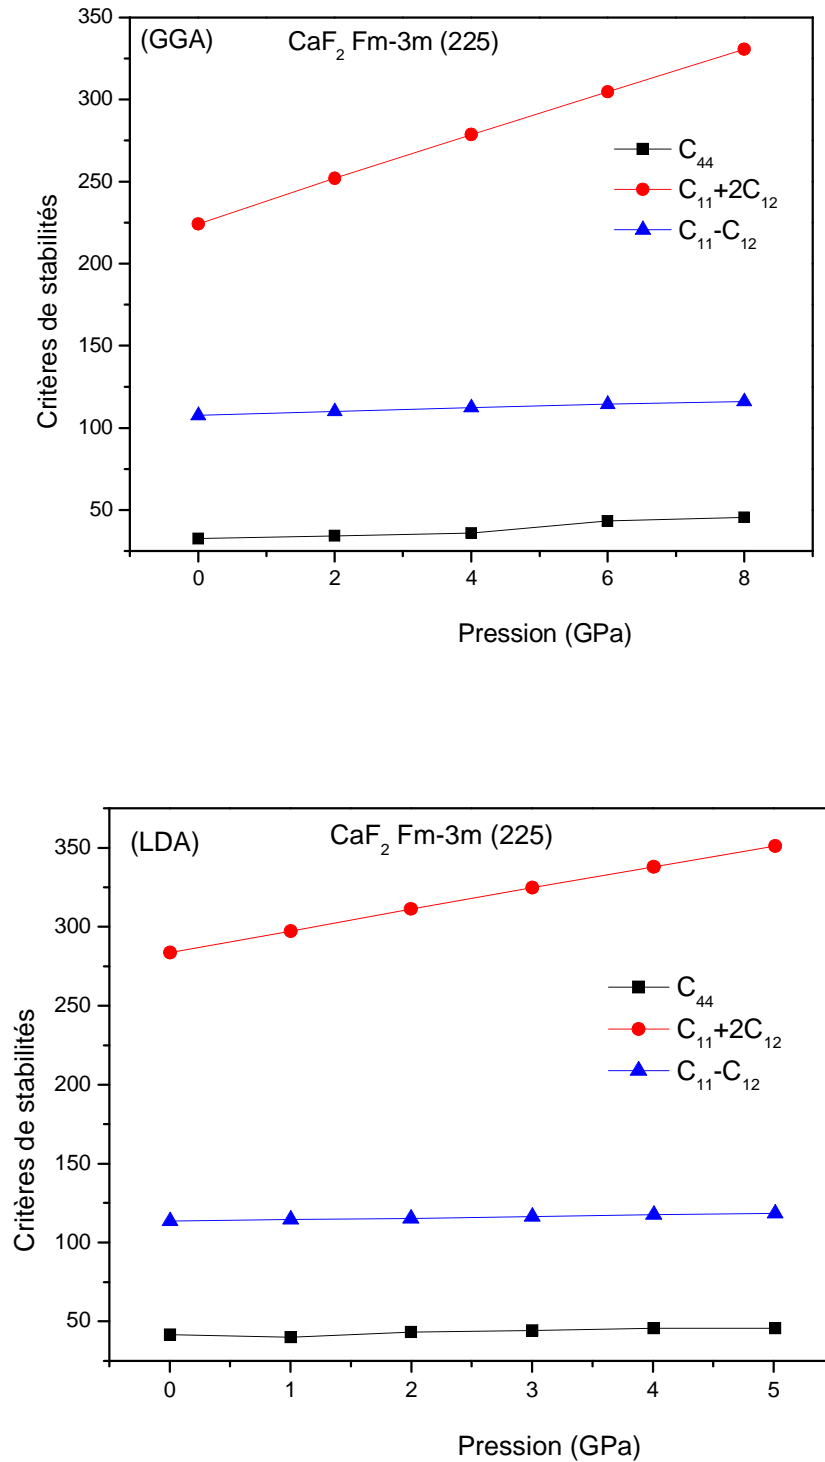 (GGA) CaF2 Fm-3m (225)
350
300
250
200
150
100
50
Critères de stabilités
C44
C11+2C12
C11-C12
0 2 4 6 8
Pression (GPa)
(LDA) CaF2 Fm-3m (225)
350
300
250
200
150
100
50
Critères de stabilités
C44
C11+2C12
C11-C12
0 1 2 3 4 5
Pression (GPa)